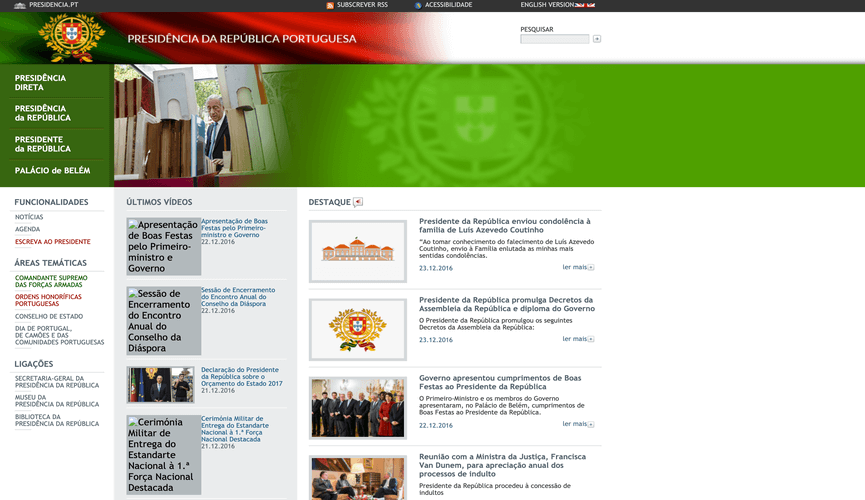 PRESIDENCIA.PT
SUBSCREVER RSS
ACESSIBILIDADE
ENGLISH VERSION
PRESIDÊNCIA DA REPÚBLICA PORTUGUESA
PESQUISAR
PRESIDÊNCIA
DIRETA
PRESIDÊNCIA
da REPÚBLICA
PRESIDENTE
da REPÚBLICA
PALÁCIO de BELÉM
FUNCIONALIDADES
NOTÍCIAS
AGENDA
ESCREVA AO PRESIDENTE
ÁREAS TEMÁTICAS
COMANDANTE SUPREMO
DAS FORÇAS ARMADAS
ORDENS HONORÍFICAS
PORTUGUESAS
CONSELHO DE ESTADO
DIA DE PORTUGAL,
DE CAMÕES E DAS
COMUNIDADES PORTUGUESAS
LIGAÇÕES
SECRETARIA-GERAL DA
PRESIDÊNCIA DA REPÚBLICA
MUSEU DA
PRESIDÊNCIA DA REPÚBLICA
BIBLIOTECA DA
PRESIDÊNCIA DA REPÚBLICA
ÚLTIMOS VÍDEOS
Apresentação
de Boas Festas
pelo Primeiro-
ministro e
Governo
Apresentação de Boas
Festas pelo Primeiro-
ministro e Governo
22.12.2016
Sessão de
Encerramento
do Encontro
Anual do
Conselho da
Diáspora
Sessão de Encerramento
do Encontro Anual do
Conselho da Diáspora
22.12.2016
Declaração do Presidente
da República sobre o
Orçamento do Estado 2017
21.12.2016
Cerimónia
Militar de
Entrega do
Estandarte
Nacional à 1.ª
Força Nacional
Destacada
Cerimónia Militar de
Entrega do Estandarte
Nacional à 1.ª Força
Nacional Destacada
21.12.2016
DESTAQUE
Presidente da República enviou condolência à
família de Luís Azevedo Coutinho
“Ao tomar conhecimento do falecimento de Luís Azevedo
Coutinho, envio à Família enlutada as minhas mais
sentidas condolências.
23.12.2016
ler mais
Presidente da República promulga Decretos da
Assembleia da República e diploma do Governo
O Presidente da República promulgou os seguintes
Decretos da Assembleia da República:
23.12.2016
ler mais
Governo apresentou cumprimentos de Boas
Festas ao Presidente da República
O Primeiro-Ministro e os membros do Governo
apresentaram, no Palácio de Belém, cumprimentos de
Boas Festas ao Presidente da República.
22.12.2016
ler mais
Reunião com a Ministra da Justiça, Francisca
Van Dunem, para apreciação anual dos
processos de indulto
Presidente da República procedeu à concessão de
indultos